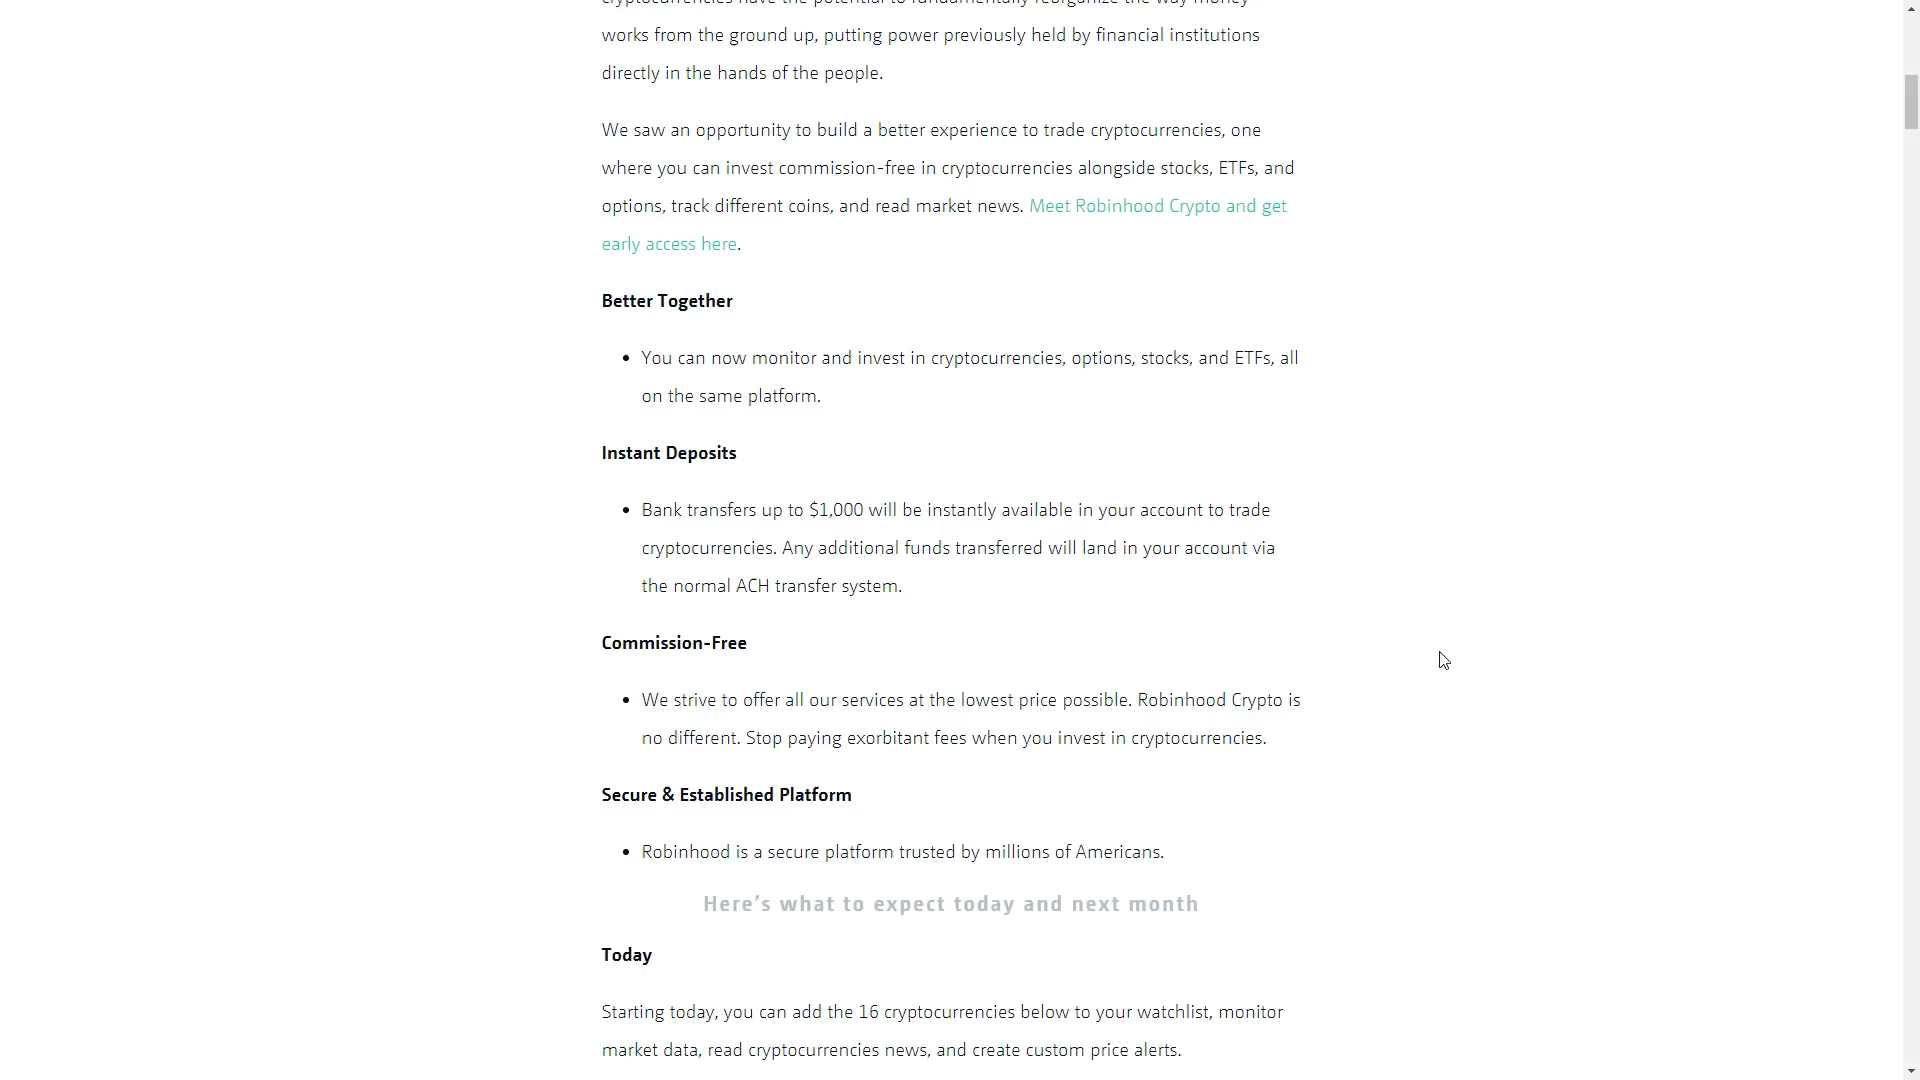 cryptocurrencies have the potential to fundamentally reorganize the way money
works from the ground up, putting power previously held by financial institutions
directly in the hands of the people.
We saw an opportunity to build a better experience to trade cryptocurrencies, one
where you can invest commission-free in cryptocurrencies alongside stocks, ETFs, and
options, track different coins, and read market news. Meet Robinhood Crypto and get
early access here.
Better Together
• You can now monitor and invest in cryptocurrencies, options, stocks, and ETFs, all
on the same platform.
Instant Deposits
• Bank transfers up to $1,000 will be instantly available in your account to trade
cryptocurrencies. Any additional funds transferred will land in your account via
the normal ACH transfer system.
Commission-Free
• We strive to offer all our services at the lowest price possible. Robinhood Crypto is
no different. Stop paying exorbitant fees when you invest in cryptocurrencies.
Secure & Established Platform
• Robinhood is a secure platform trusted by millions of Americans.
Here's what to expect today and next month
Today
Starting today, you can add the 16 cryptocurrencies below to your watchlist, monitor
market data, read cryptocurrencies news, and create custom price alerts.